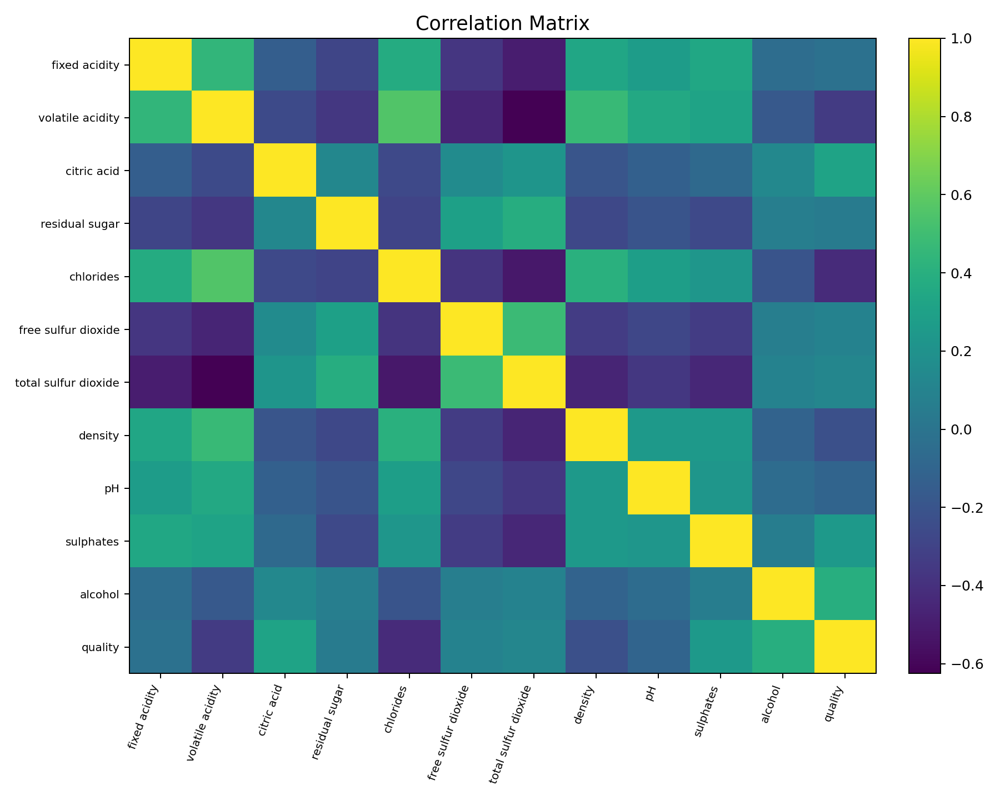 Correlation Matrix
fixed acidity
volatile acidity
citric acid
residual sugar
chlorides
free sulfur dioxide
total sulfur dioxide
density
pH
sulphates
alcohol
quality
fixed acidity
volatile acidity
citric acid
residual sugar
chlorides
free sulfur dioxide
total sulfur dioxide
density
pH
sulphates
alcohol
quality
1.0
0.8
0.6
0.4
0.2
0.0
−0.2
−0.4
−0.6